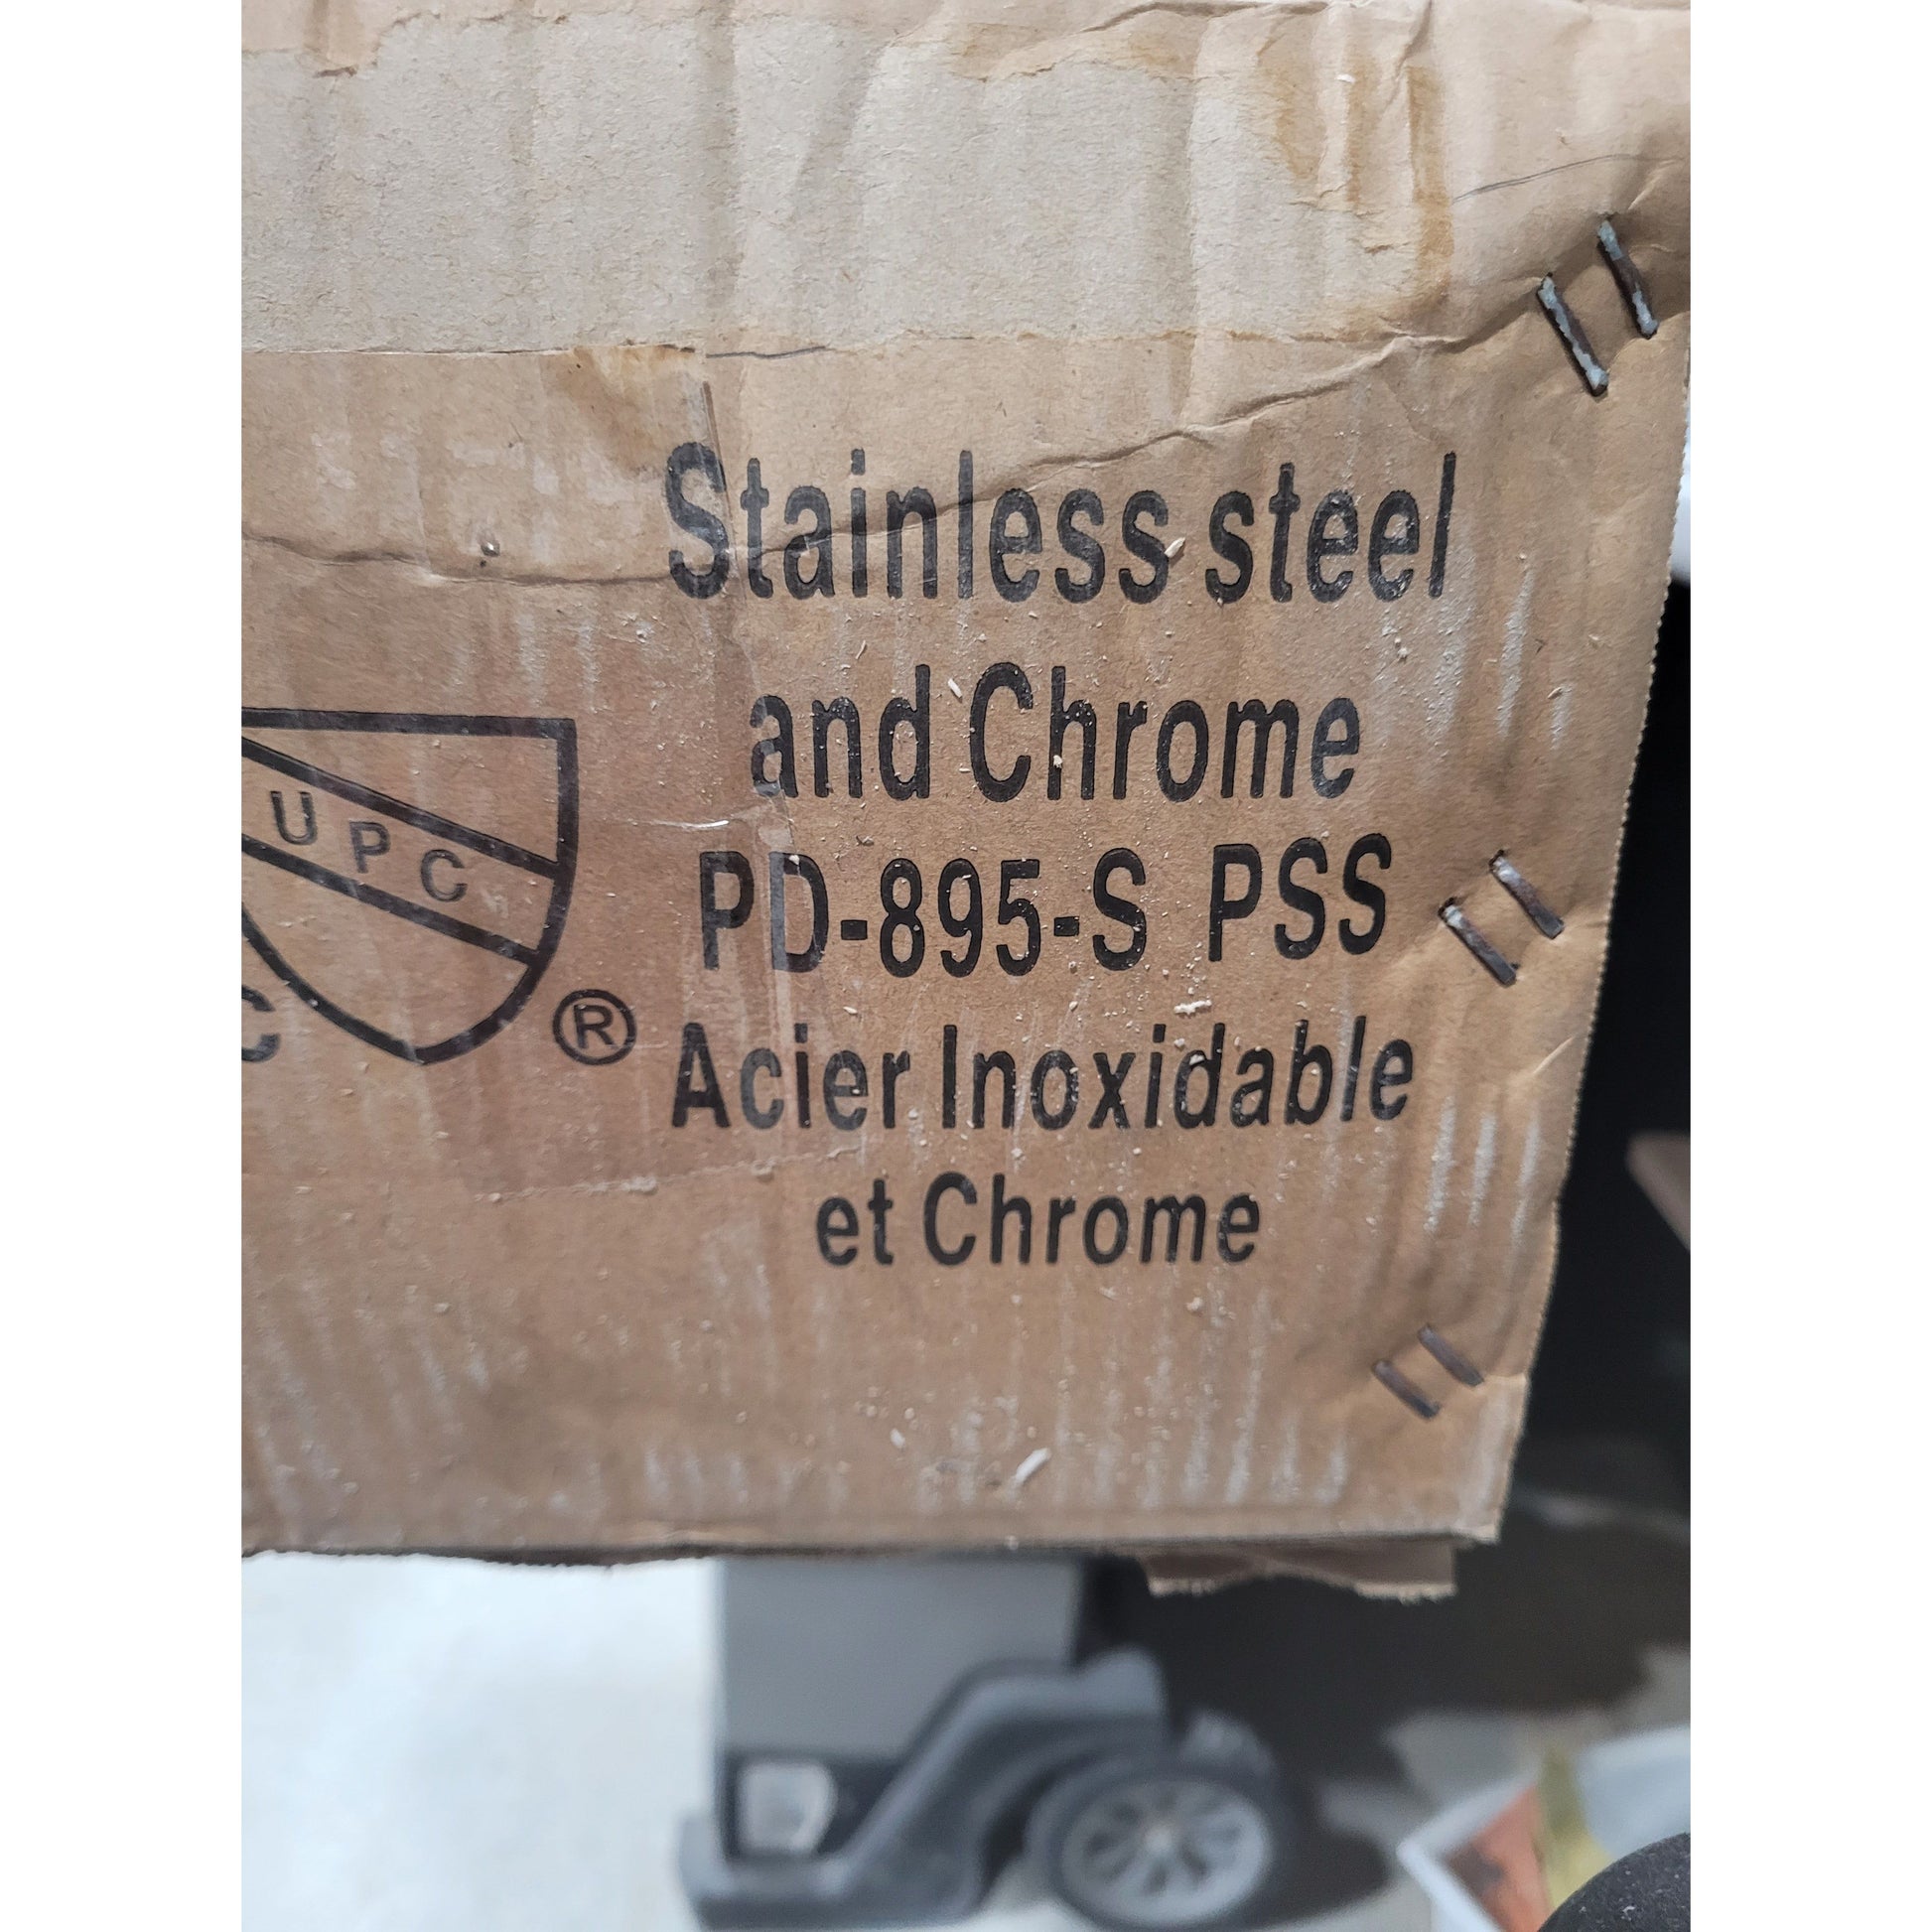 Stainless steel
and Chrome
PD-895-S PSS
Acier Inoxidable
et Chrome
UPC
C
®